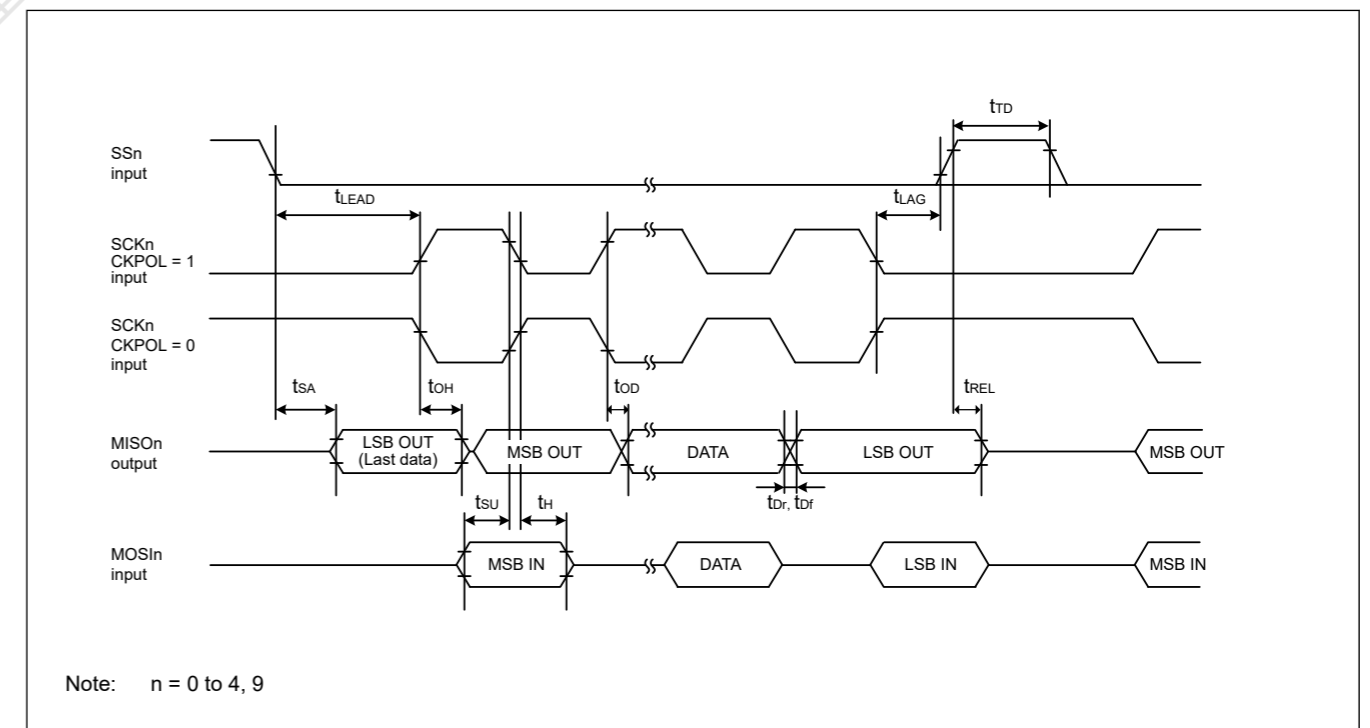 tTD
SSn
input
tLEAD
tLAG
SCKn
CKPOL = 1
input
SCKn
CKPOL = 0
input
tSA
tOH
tOD
tREL
MISOn
output
LSB OUT
(Last data)
MSB OUT
DATA
LSB OUT
MSB OUT
tSU
tH
tDr, tDf
MOSIn
input
MSB IN
DATA
LSB IN
MSB IN
Note: n = 0 to 4, 9